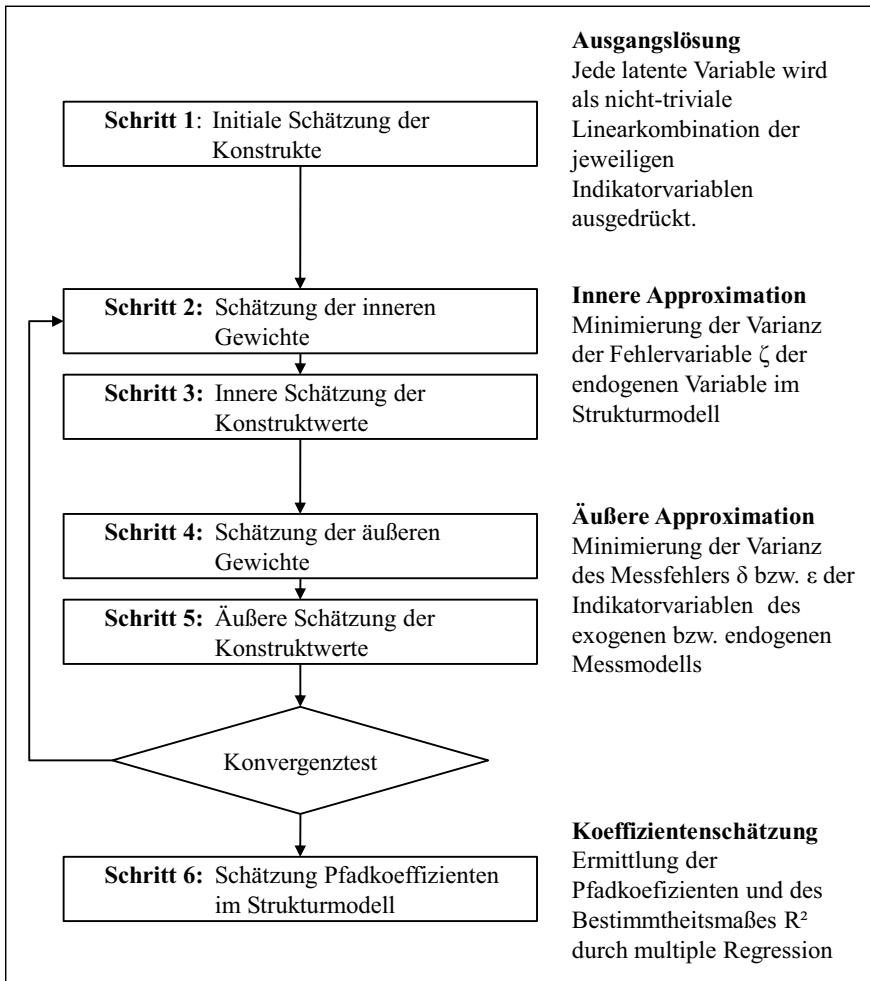 Ausgangslösung
Jede latente Variable wird
als nicht-triviale
Linearkombination der
jeweiligen
Indikatorvariablen
ausgedrückt.
Schritt 1: Initiale Schätzung der
Konstrukte
Schritt 2: Schätzung der inneren
Gewichte
Schritt 3: Innere Schätzung der
Konstruktwerte
Innere Approximation
Minimierung der Varianz
der Fehlervariable ζ der
endogenen Variable im
Strukturmodell
Schritt 4: Schätzung der äußeren
Gewichte
Schritt 5: Äußere Schätzung der
Konstruktwerte
Äußere Approximation
Minimierung der Varianz
des Messfehlers δ bzw. ε der
Indikatorvariablen des
exogenen bzw. endogenen
Messmodells
Konvergenztest
Schritt 6: Schätzung Pfadkoeffizienten
im Strukturmodell
Koeffizientenschätzung
Ermittlung der
Pfadkoefizienten und des
Bestimmtheitsmaßes R²
durch multiple Regression